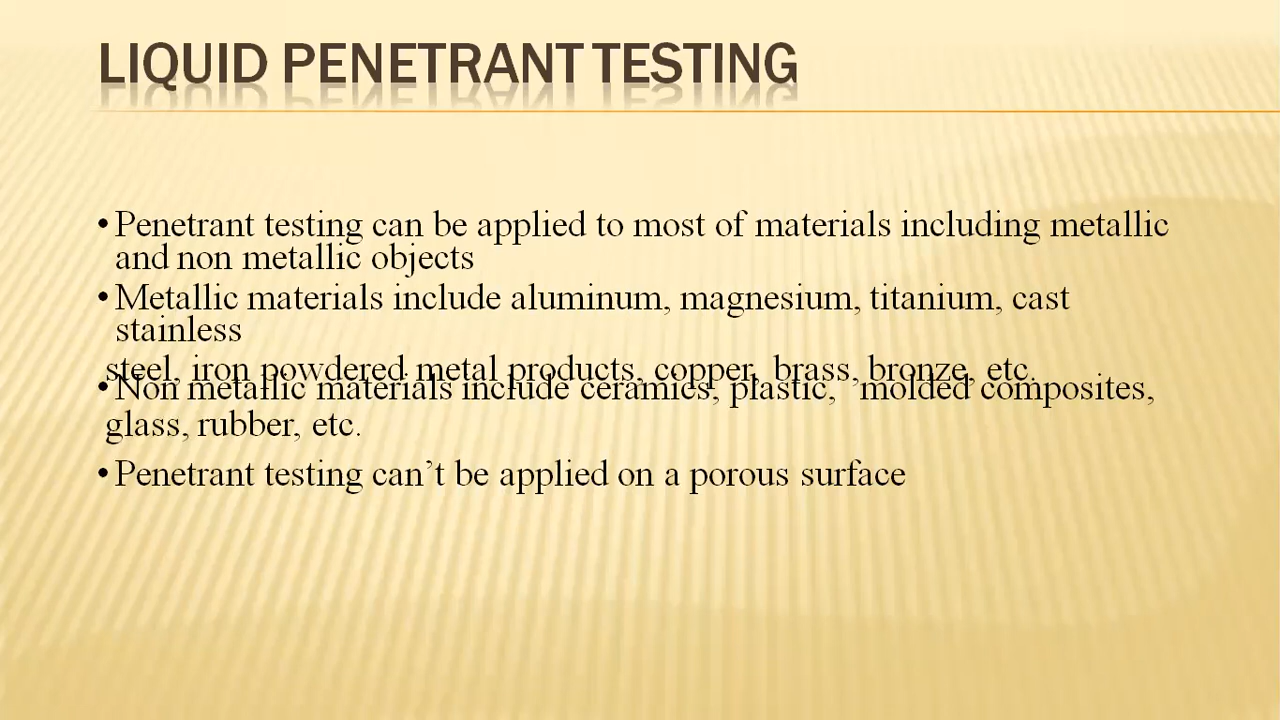 LIQUID PENETRANT TESTING
• Penetrant testing can be applied to most of materials including metallic
and non metallic objects
• Metallic materials include aluminum, magnesium, titanium, cast
stainless
steel, iron powdered metal products, copper, brass, bronze, etc.
• Non metallic materials include ceramics, plastic, molded composites,
glass, rubber, etc.
• Penetrant testing can’t be applied on a porous surface